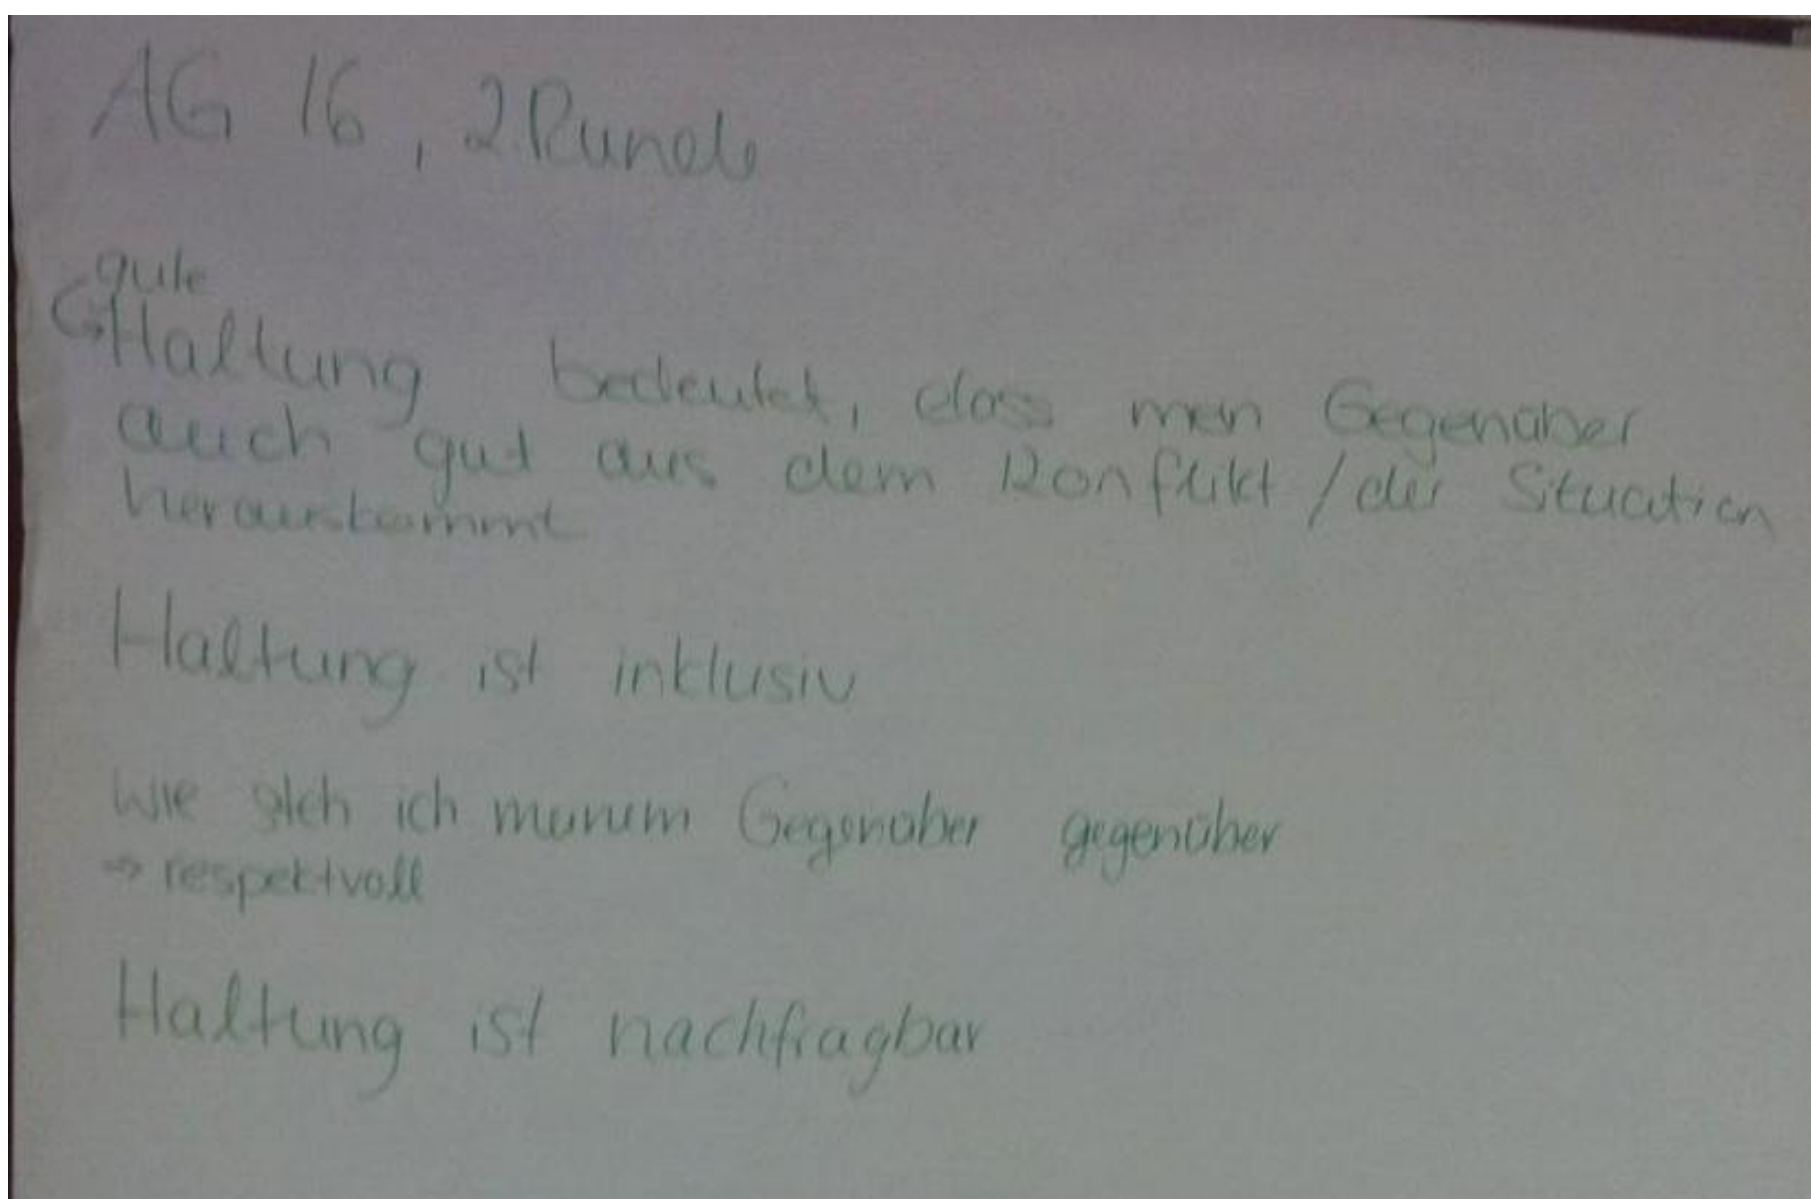 AG 16, 2. Runde
gute
Haltung bedeutet, dass mein Gegenüber
auch gut aus dem Konflikt / der Situation
herauskommt
Haltung ist inklusiv
Wie steh ich meinem Gegenüber gegenüber
⇒ respektvoll
Haltung ist nachfragbar